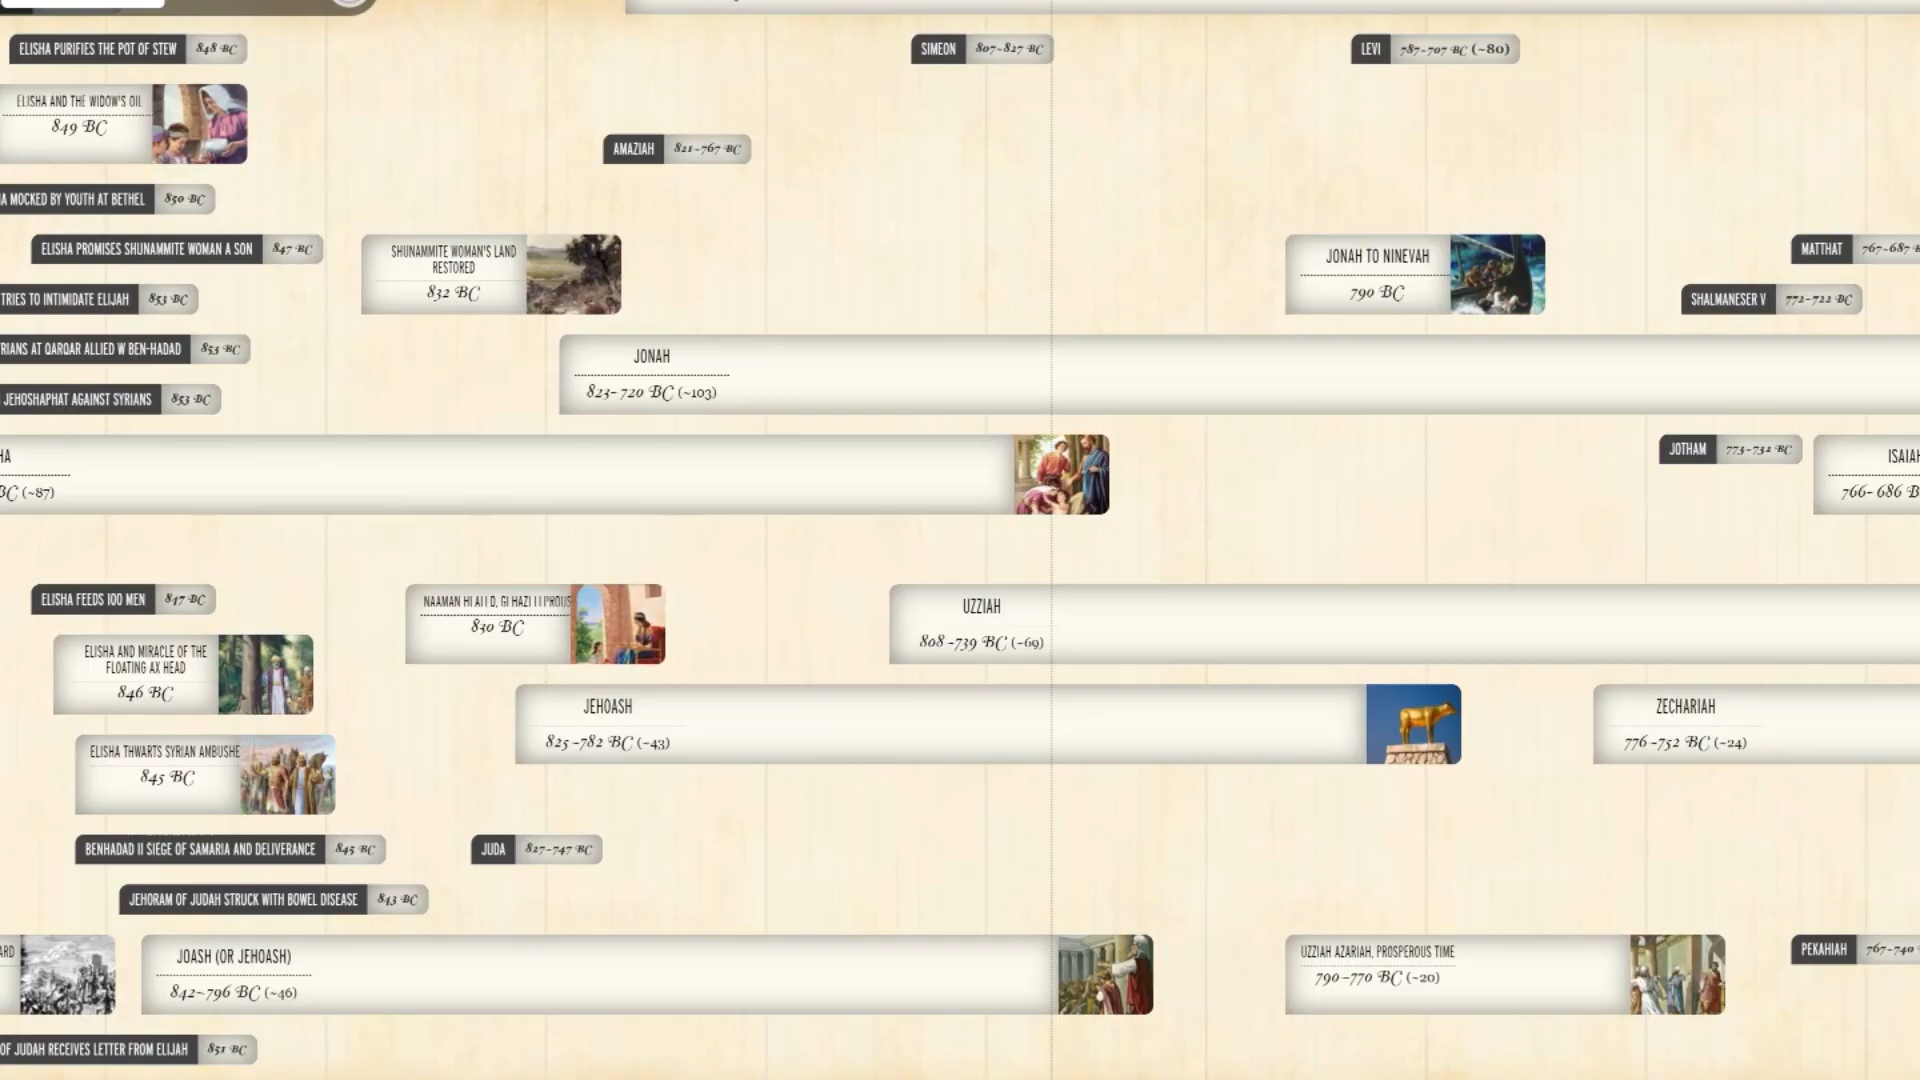 ELISHA PURIFIES THE POT OF STEW 848 BC
SIMEON 807-827 BC
LEVI 787-707 BC (~80)
ELISHA AND THE WIDOW'S OIL
849 BC
AMAZIAH 821-767 BC
MOCKED BY YOUTH AT BETHEL 850 BC
ELISHA PROMISES SHUNAMMITE WOMAN A SON 847 BC
SHUNAMMITE WOMAN'S LAND
RESTORED
832 BC
JONAH TO NINEVAH
790 BC
MATTHAT 767-687
TRIES TO INTIMIDATE ELIJAH 853 BC
SHALMANESER V 772-722 BC
RIANS AT QARQAR ALLIED W BEN-HADAD 853 BC
JONAH
823-720 BC (~103)
JEHOSHAPHAT AGAINST SYRIANS 853 BC
HA
BC (~87)
JOTHAM 773-732 BC
ISAIAH
766-686 B
ELISHA FEEDS 100 MEN 847 BC
NAAMAN
830 BC
UZZIAH
808-739 BC (~69)
ELISHA AND MIRACLE OF THE
FLOATING AX HEAD
846 BC
JEHOASH
825-782 BC (~43)
ZECHARIAH
776-752 BC (~24)
ELISHA THWARTS SYRIAN AMBUSHE
845 BC
BENHADAD II SIEGE OF SAMARIA AND DELIVERANCE 845 BC
JUDA 827-747 BC
JEHORAM OF JUDAH STRUCK WITH BOWEL DISEASE 843 BC
ARD
JOASH (OR JEHOASH)
842-796 BC (~46)
UZZIAH AZARIAH, PROSPEROUS TIME
790-770 BC (~20)
PEKAHIAH 767-740
OF JUDAH RECEIVES LETTER FROM ELIJAH 851 BC